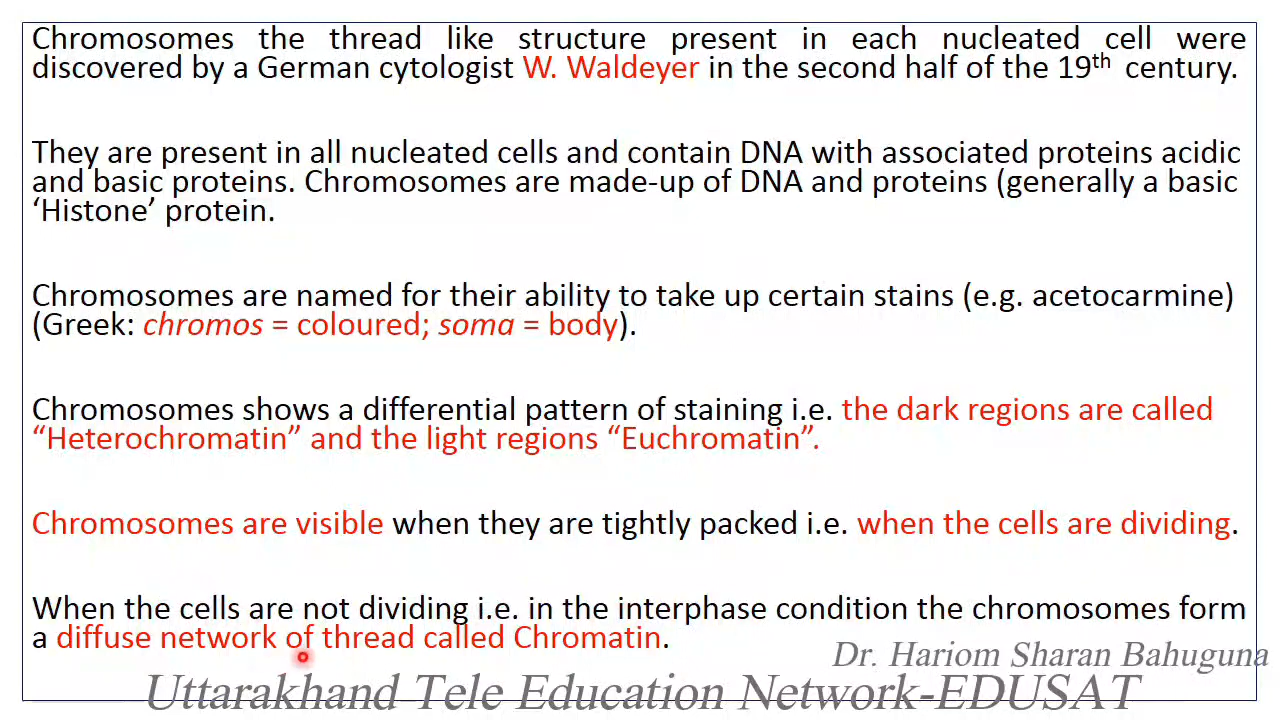 Chromosomes the thread like structure present in each nucleated cell were
discovered by a German cytologist W. Waldeyer in the second half of the 19th century.
They are present in all nucleated cells and contain DNA with associated proteins acidic
and basic proteins. Chromosomes are made-up of DNA and proteins (generally a basic
‘Histone’ protein.
Chromosomes are named for their ability to take up certain stains (e.g. acetocarmine)
(Greek: chromos = coloured; soma = body).
Chromosomes shows a differential pattern of staining i.e. the dark regions are called
“Heterochromatin” and the light regions “Euchromatin”.
Chromosomes are visible when they are tightly packed i.e. when the cells are dividing.
When the cells are not dividing i.e. in the interphase condition the chromosomes form
a diffuse network of thread called Chromatin.
Dr. Hariom Sharan Bahuguna
Uttarakhand Tele Education Network-EDUSAT